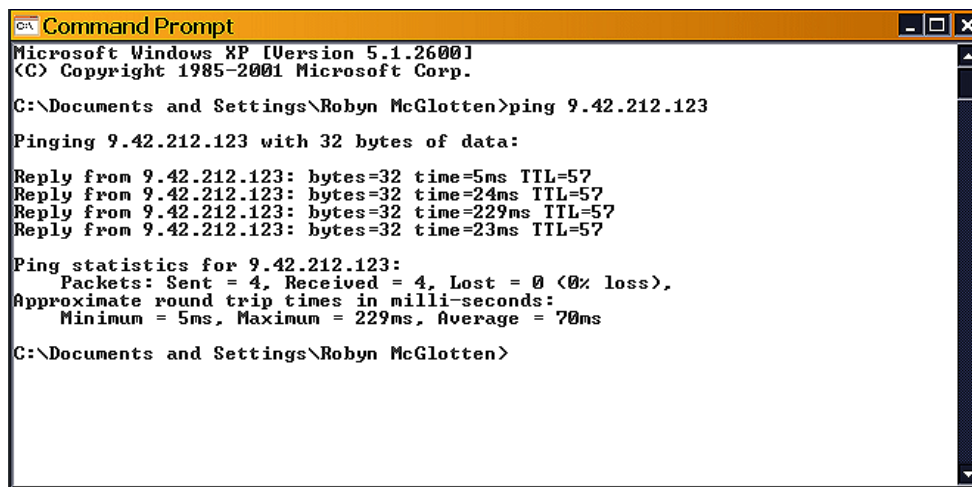 Command Prompt
Microsoft Windows XP [Version 5.1.2600]
(C) Copyright 1985-2001 Microsoft Corp.
C:\Documents and Settings\Robyn McGlotten>ping 9.42.212.123
Pinging 9.42.212.123 with 32 bytes of data:
Reply from 9.42.212.123: bytes=32 time=5ms TTL=57
Reply from 9.42.212.123: bytes=32 time=24ms TTL=57
Reply from 9.42.212.123: bytes=32 time=229ms TTL=57
Reply from 9.42.212.123: bytes=32 time=23ms TTL=57
Ping statistics for 9.42.212.123:
    Packets: Sent = 4, Received = 4, Lost = 0 (0% loss),
Approximate round trip times in milli-seconds:
    Minimum = 5ms, Maximum = 229ms, Average = 70ms
C:\Documents and Settings\Robyn McGlotten>